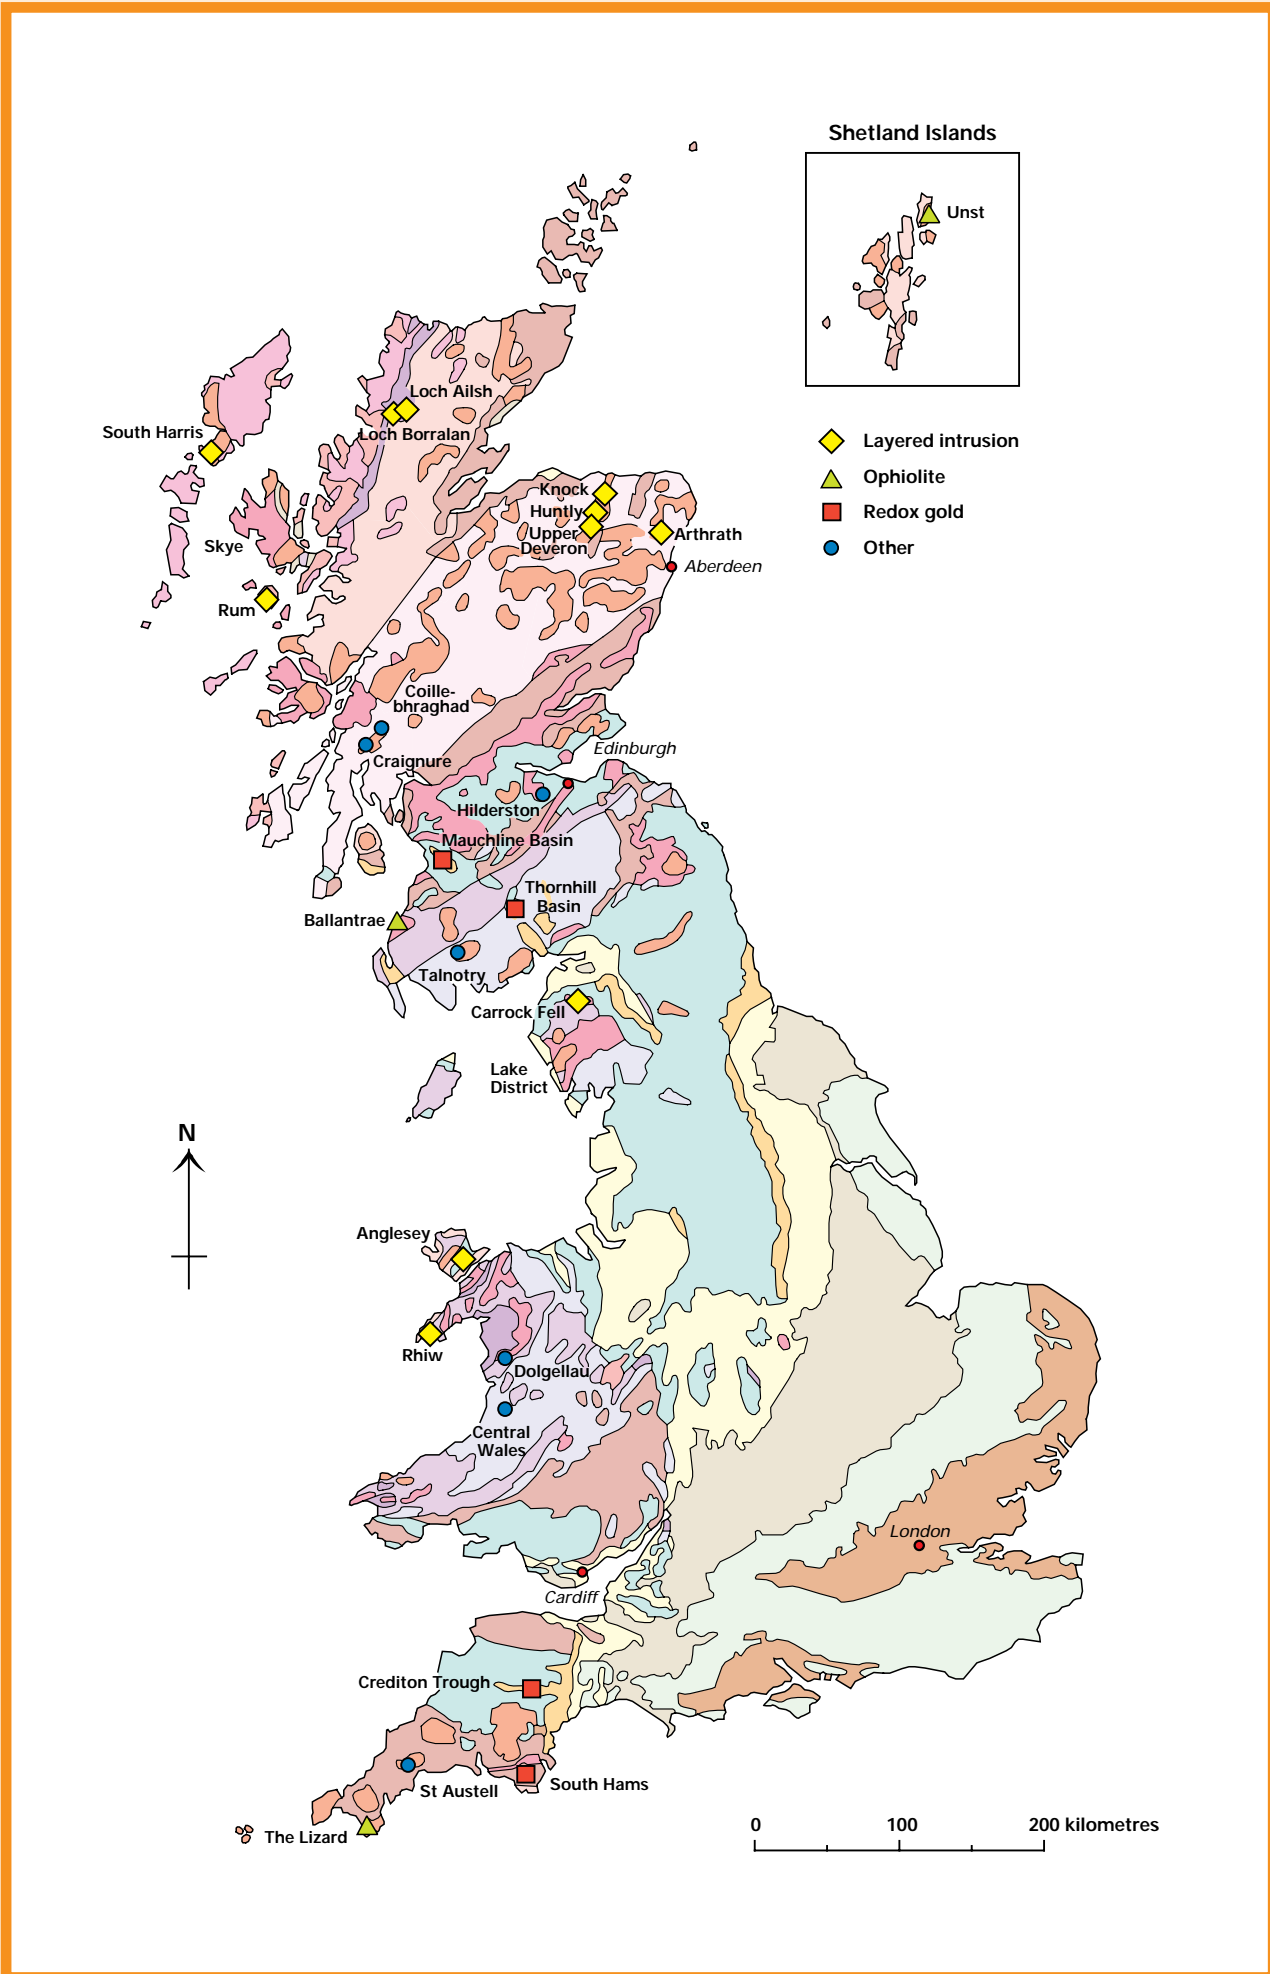 Shetland Islands
Unst
Layered intrusion
Ophiolite
Redox gold
Other
Loch Ailsh
Loch Borralan
South Harris
Knock
Huntly
Upper
Deveron
Arthrath
Skye
Aberdeen
Rum
Coille-
bhraghad
Craignure
Edinburgh
Hilderston
Mauchline Basin
Thornhill
Basin
Ballantrae
Talnotry
Carrock Fell
Lake
District
N
Anglesey
Rhiw
Dolgellau
Central
Wales
London
Cardiff
Crediton Trough
St Austell
South Hams
The Lizard
0 100 200 kilometres